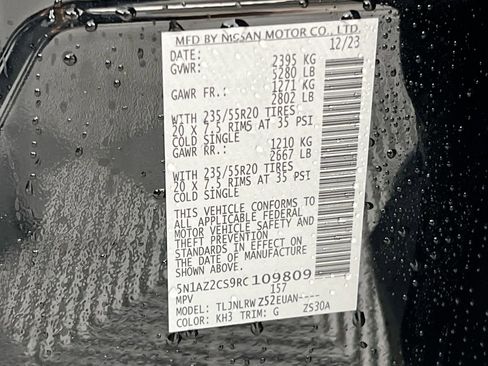 MFD BY NISSAN MOTOR CO., LTD.
DATE: 12/23
GVWR: 2395 KG
5280 LB
GAWR FR.: 1271 KG
2802 LB
WITH 235/55R20 TIRES
20 X 7.5 RIMS AT 35 PSI
COLD SINGLE
GAWR RR.: 1210 KG
2667 LB
WITH 235/55R20 TIRES
20 X 7.5 RIMS AT 35 PSI
COLD SINGLE
THIS VEHICLE CONFORMS TO
ALL APPLICABLE FEDERAL
MOTOR VEHICLE SAFETY AND
THEFT PREVENTION
STANDARDS IN EFFECT ON
THE DATE OF MANUFACTURE
SHOWN ABOVE.
5N1AZ2CS9RC109809
MPV 157
MODEL: TLJNLRWZ52EUAN----
COLOR: KH3 TRIM: G ZS30A